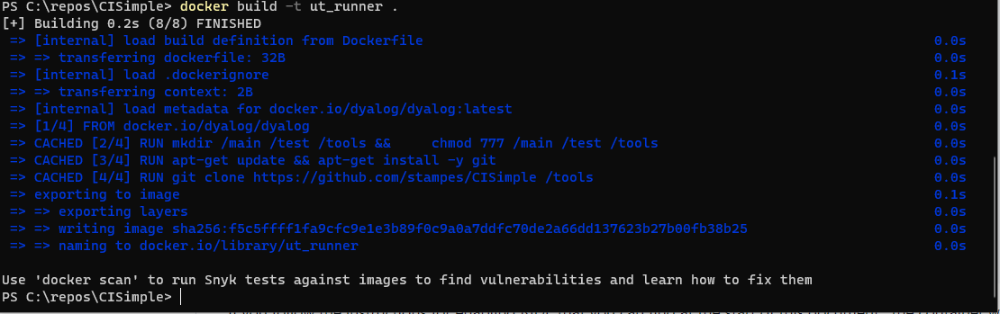 PS C:\repos\CISimple> docker build -t ut_runner .
[+] Building 0.2s (8/8) FINISHED
=> [internal] load build definition from Dockerfile 0.0s
=> => transferring dockerfile: 32B 0.0s
=> [internal] load .dockerignore 0.1s
=> => transferring context: 2B 0.0s
=> [internal] load metadata for docker.io/dyalog/dyalog:latest 0.0s
=> [1/4] FROM docker.io/dyalog/dyalog 0.0s
=> CACHED [2/4] RUN mkdir /main /test /tools &&     chmod 777 /main /test /tools 0.0s
=> CACHED [3/4] RUN apt-get update && apt-get install -y git 0.0s
=> CACHED [4/4] RUN git clone https://github.com/stampes/CISimple /tools 0.0s
=> exporting to image 0.1s
=> => exporting layers 0.0s
=> => writing image sha256:f5c5ffff1fa9cfc9e1e3b89f0c9a0a7ddfc70de2a66dd137623b27b00fb38b25 0.0s
=> => naming to docker.io/library/ut_runner 0.0s
Use 'docker scan' to run Snyk tests against images to find vulnerabilities and learn how to fix them
PS C:\repos\CISimple>